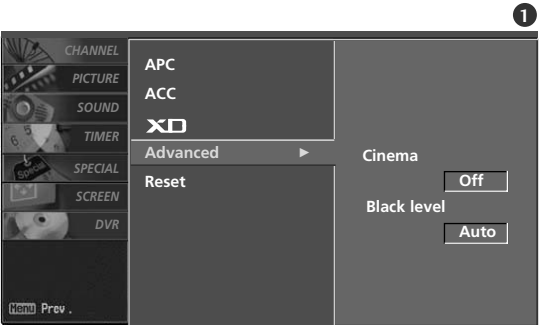 1
CHANNEL
PICTURE
SOUND
TIMER
SPECIAL
SCREEN
DVR
Menu Prev.
APC
ACC
XD
Advanced ►
Reset
Cinema
Off
Black level
Auto